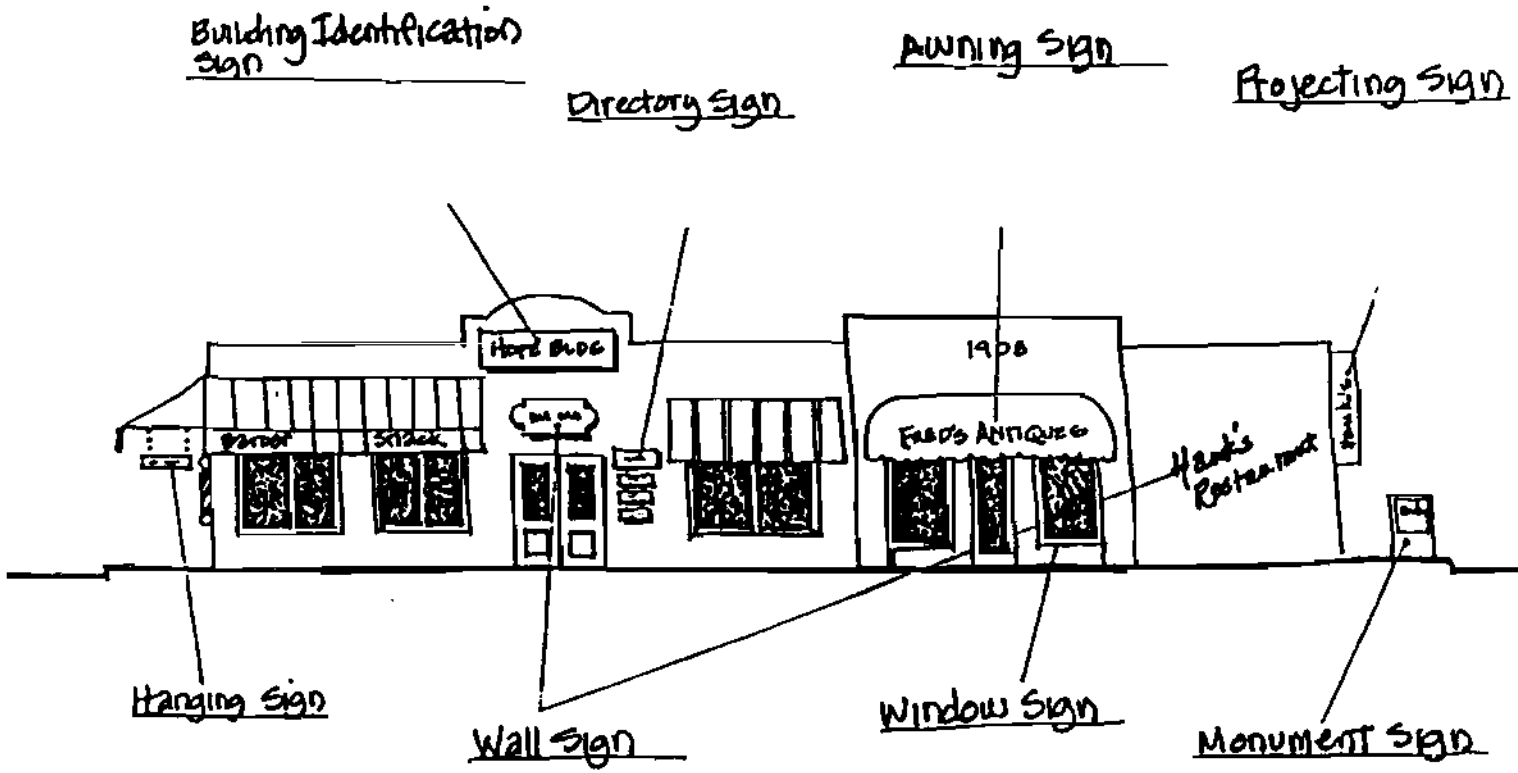 Building Identification
Sign
Directory Sign
Awning Sign
Projecting Sign
HOPE BLDG
1908
FRED'S ANTIQUES
Barber
Hank's
Restaurant
Hanging Sign
Wall Sign
Window Sign
Monument Sign